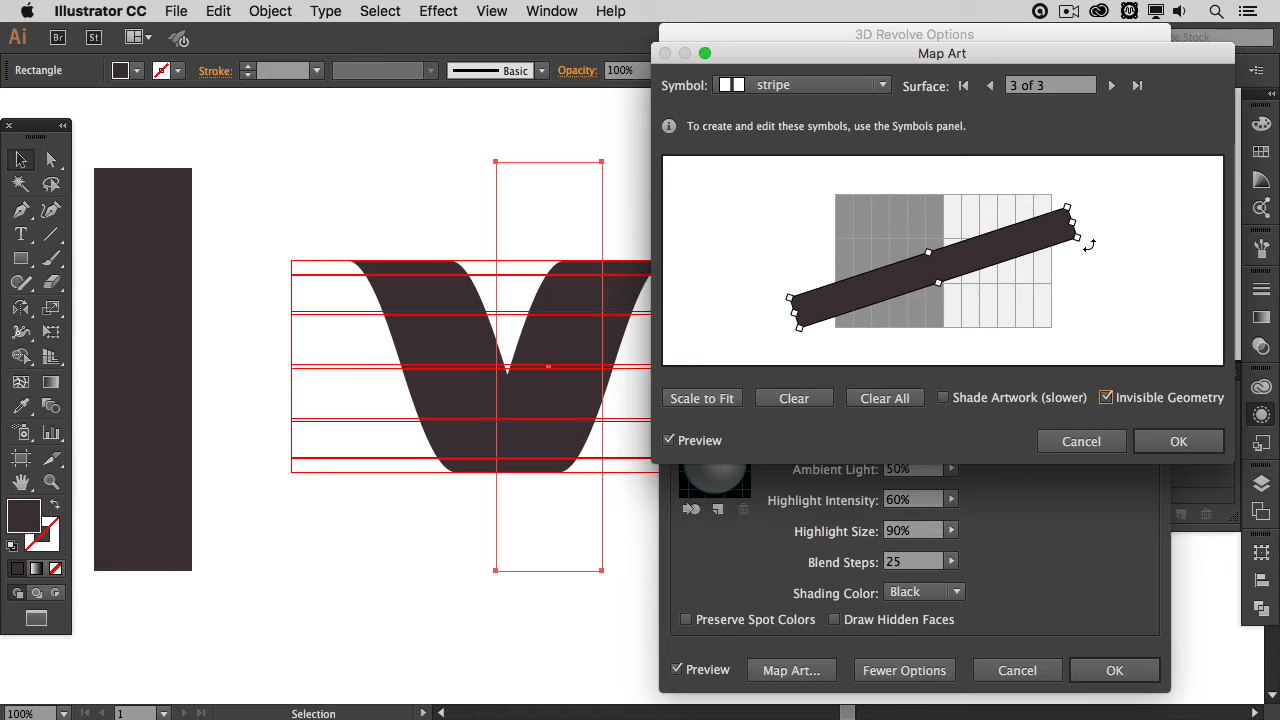 Illustrator CC File Edit Object Type Select Effect View Window Help
Ai Br St
3D Revolve Options
Rectangle Stroke: Basic Opacity: 100%
Map Art
Symbol: stripe Surface: 3 of 3
To create and edit these symbols, use the Symbols panel.
Scale to Fit Clear Clear All Shade Artwork (slower) Invisible Geometry
Preview Cancel OK
Ambient Light: 50%
Highlight Intensity: 60%
Highlight Size: 90%
Blend Steps: 25
Shading Color: Black
Preserve Spot Colors Draw Hidden Faces
Preview Map Art... Fewer Options Cancel OK
100% 1 Selection